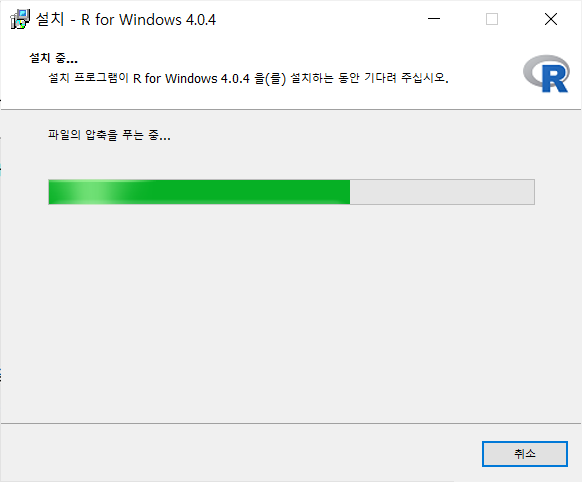 설치 - R for Windows 4.0.4
설치 중...
설치 프로그램이 R for Windows 4.0.4 을(를) 설치하는 동안 기다려 주십시오.
R
파일의 압축을 푸는 중...
취소